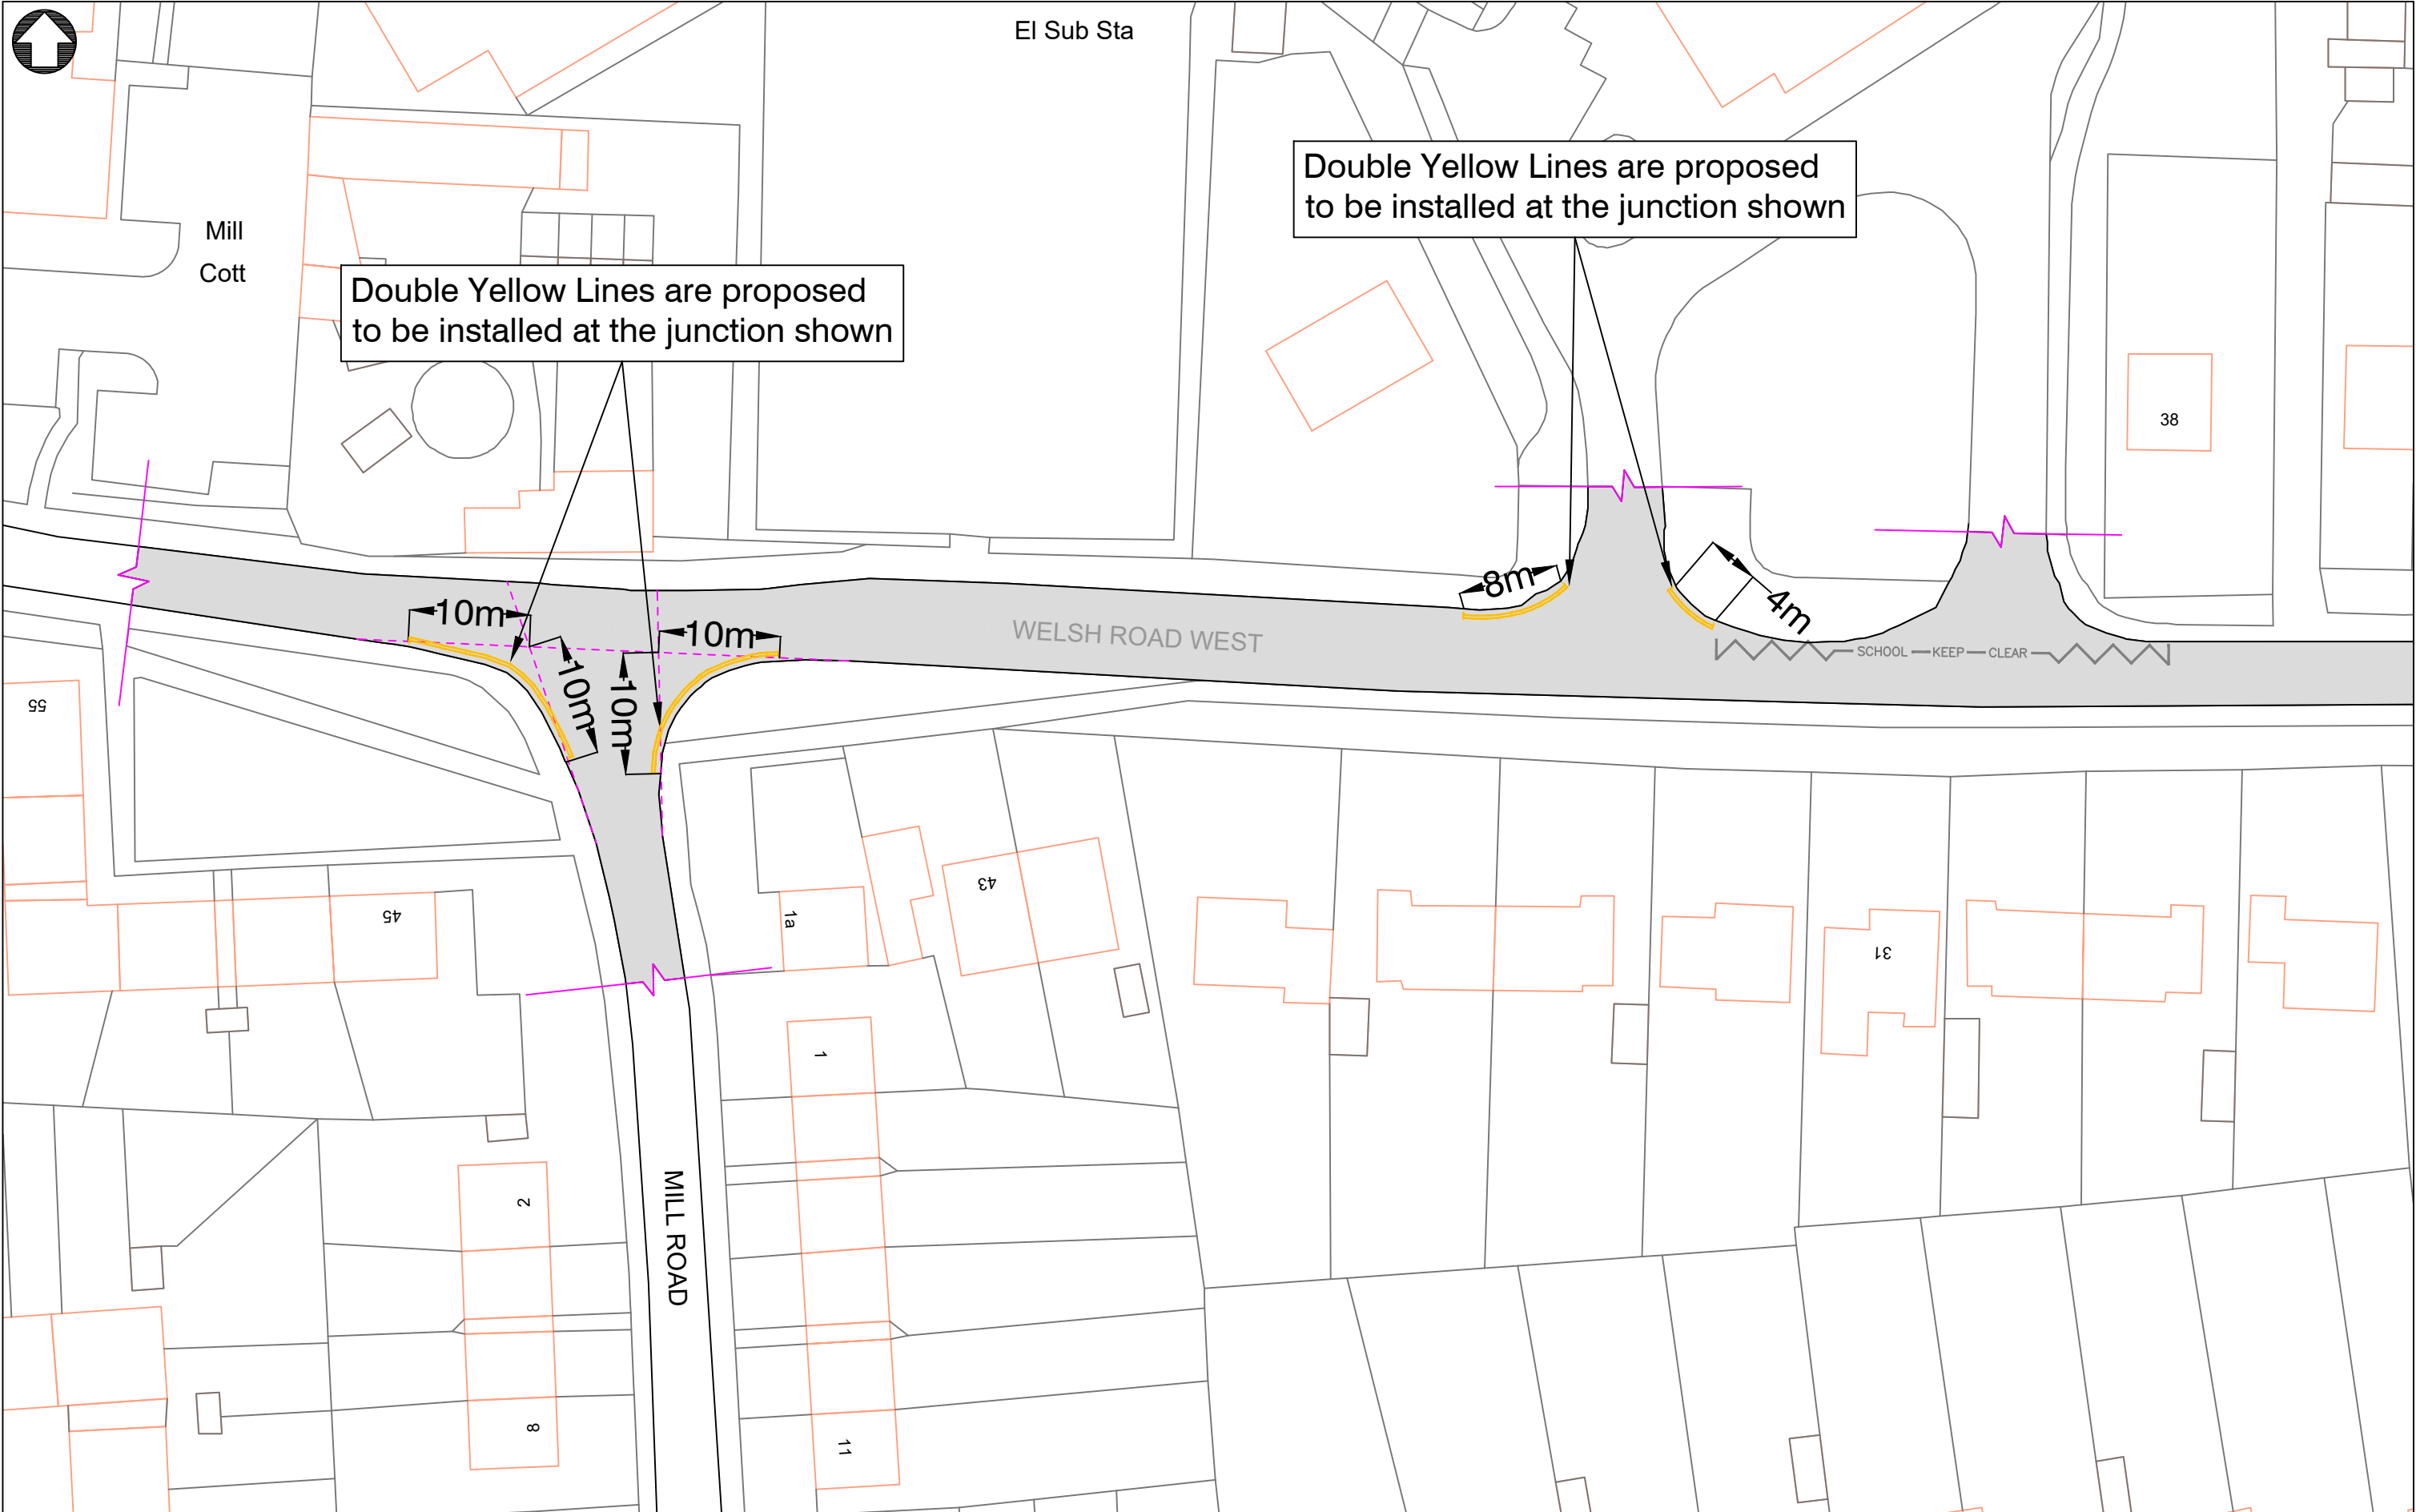 El Sub Sta
Double Yellow Lines are proposed
to be installed at the junction shown
Mill
Cott
Double Yellow Lines are proposed
to be installed at the junction shown
38
8m
4m
10m
10m
10m
10m
WELSH ROAD WEST
SCHOOL KEEP CLEAR
55
45
1a
43
31
1
2
MILL ROAD
8
11